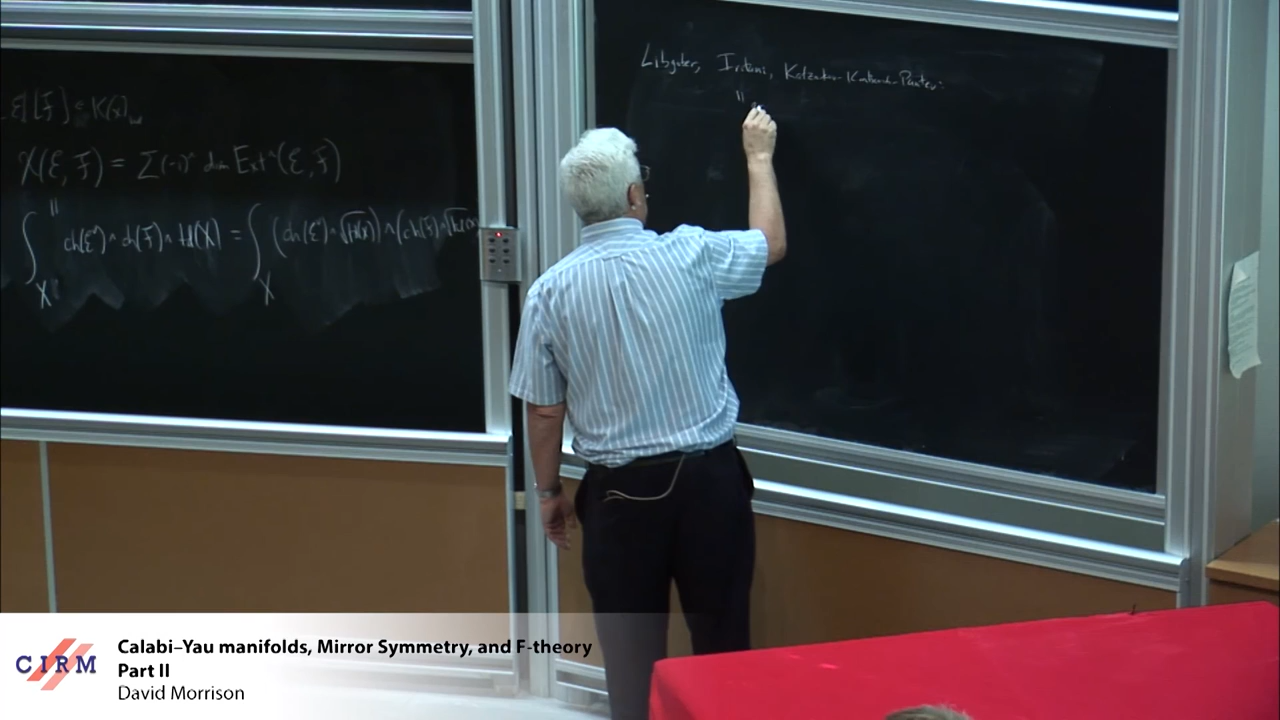 [F] ∈ K(X)
χ(ℰ, ℱ) = Σ(-1)ⁿ dim Extⁿ(ℰ, ℱ)
||
∫_X ch(ℰ^v) ∧ ch(ℱ) ∧ td(X) = ∫_X (ch(ℰ^v) ∧ √td(X)) ∧ (ch(ℱ) ∧ √td(X)
Libgober, Iritani, Katzarkov-Kontsevich-Pantev:
"
CIRM
Calabi–Yau manifolds, Mirror Symmetry, and F-theory
Part II
David Morrison